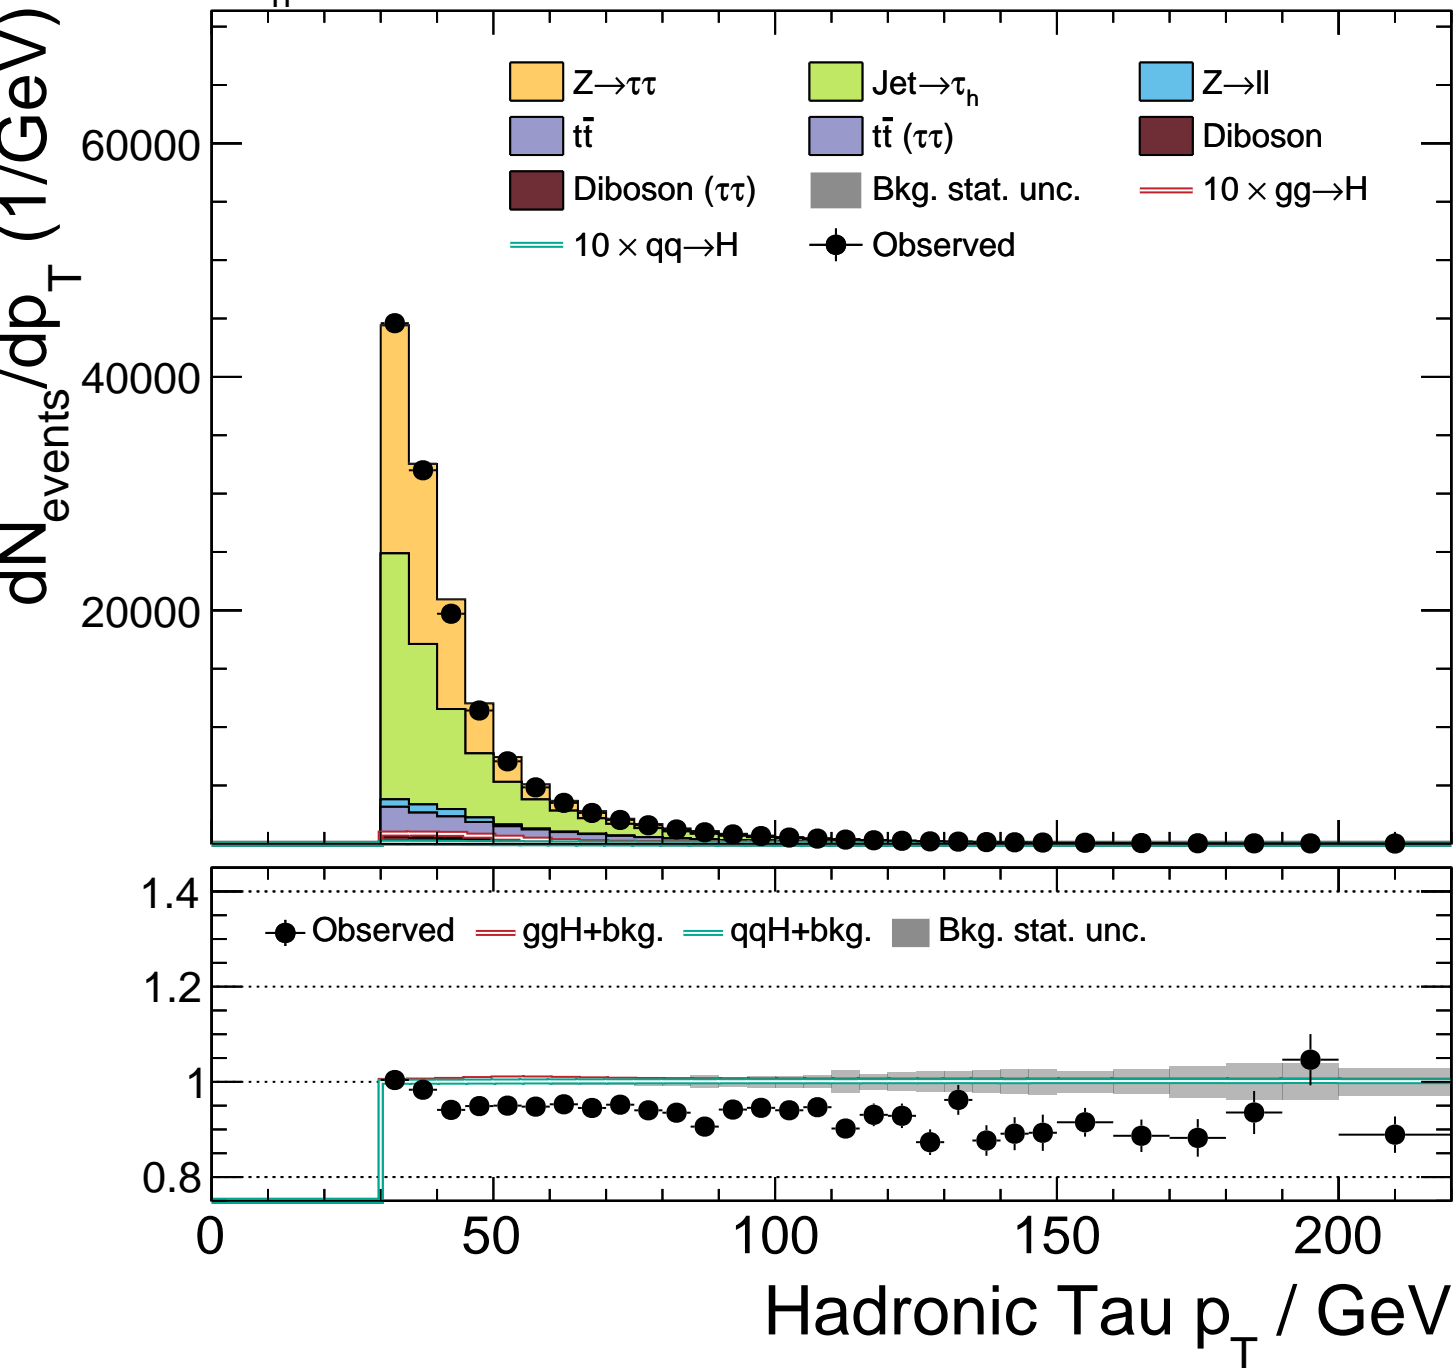 dN_events/dp_T (1/GeV)
Z→ττ Jet→τ_h Z→ll
tt̄ tt̄ (ττ) Diboson
Diboson (ττ) Bkg. stat. unc. 10 × gg→H
10 × qq→H Observed
60000
40000
20000
Observed ggH+bkg. qqH+bkg. Bkg. stat. unc.
1.4
1.2
1
0.8
0 50 100 150 200
Hadronic Tau p_T / GeV